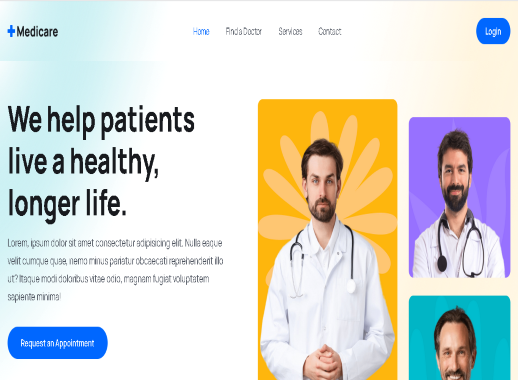 Medicare
Home Find a Doctor Services Contact
Login
We help patients
live a healthy,
longer life.
Lorem, ipsum dolor sit amet consectetur adipisicing elit. Nulla eaque
velit cumque quae, nemo minus pariatur obcaecati reprehenderit illo
ut? Itaque modi doloribus vitae odio, magnam fugiat voluptatem
sapiente minima!
Request an Appointment